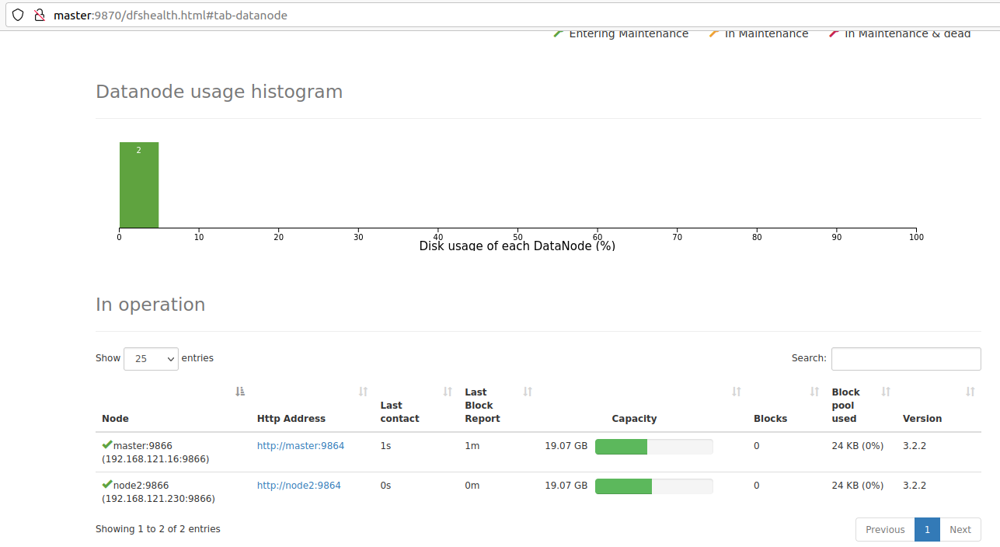 master:9870/dfshealth.html#tab-datanode
Entering Maintenance In Maintenance In Maintenance & dead
Datanode usage histogram
2
0 10 20 30 40 50 60 70 80 90 100
Disk usage of each DataNode (%)
In operation
Show 25 entries Search:
Node Http Address Last contact Last Block Report Capacity Blocks Block pool used Version
master:9866 http://master:9864 1s 1m 19.07 GB 0 24 KB (0%) 3.2.2
(192.168.121.16:9866)
node2:9866 http://node2:9864 0s 0m 19.07 GB 0 24 KB (0%) 3.2.2
(192.168.121.230:9866)
Showing 1 to 2 of 2 entries Previous 1 Next